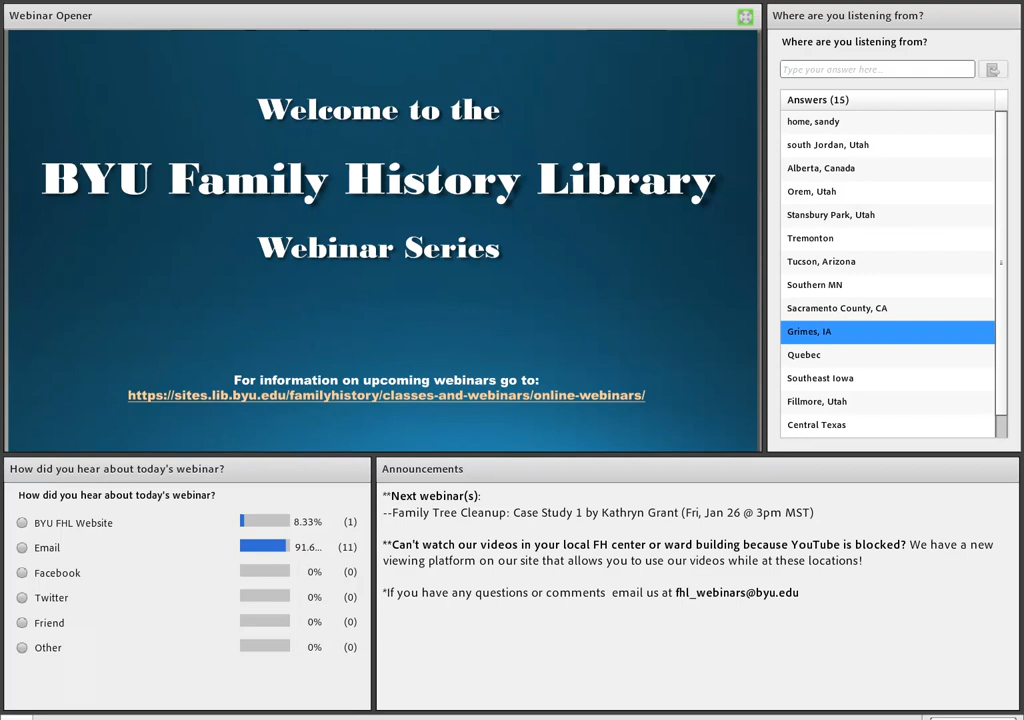 Webinar Opener
Welcome to the
BYU Family History Library
Webinar Series
For information on upcoming webinars go to:
https://sites.lib.byu.edu/familyhistory/classes-and-webinars/online-webinars/
Where are you listening from?
Where are you listening from?
Type your answer here...
Answers (15)
home, sandy
south Jordan, Utah
Alberta, Canada
Orem, Utah
Stansbury Park, Utah
Tremonton
Tucson, Arizona
Southern MN
Sacramento County, CA
Grimes, IA
Quebec
Southeast Iowa
Fillmore, Utah
Central Texas
How did you hear about today's webinar?
How did you hear about today's webinar?
BYU FHL Website 8.33% (1)
Email 91.6... (11)
Facebook 0% (0)
Twitter 0% (0)
Friend 0% (0)
Other 0% (0)
Announcements
**Next webinar(s):
--Family Tree Cleanup: Case Study 1 by Kathryn Grant (Fri, Jan 26 @ 3pm MST)
**Can't watch our videos in your local FH center or ward building because YouTube is blocked? We have a new
viewing platform on our site that allows you to use our videos while at these locations!
*If you have any questions or comments  email us at fhl_webinars@byu.edu